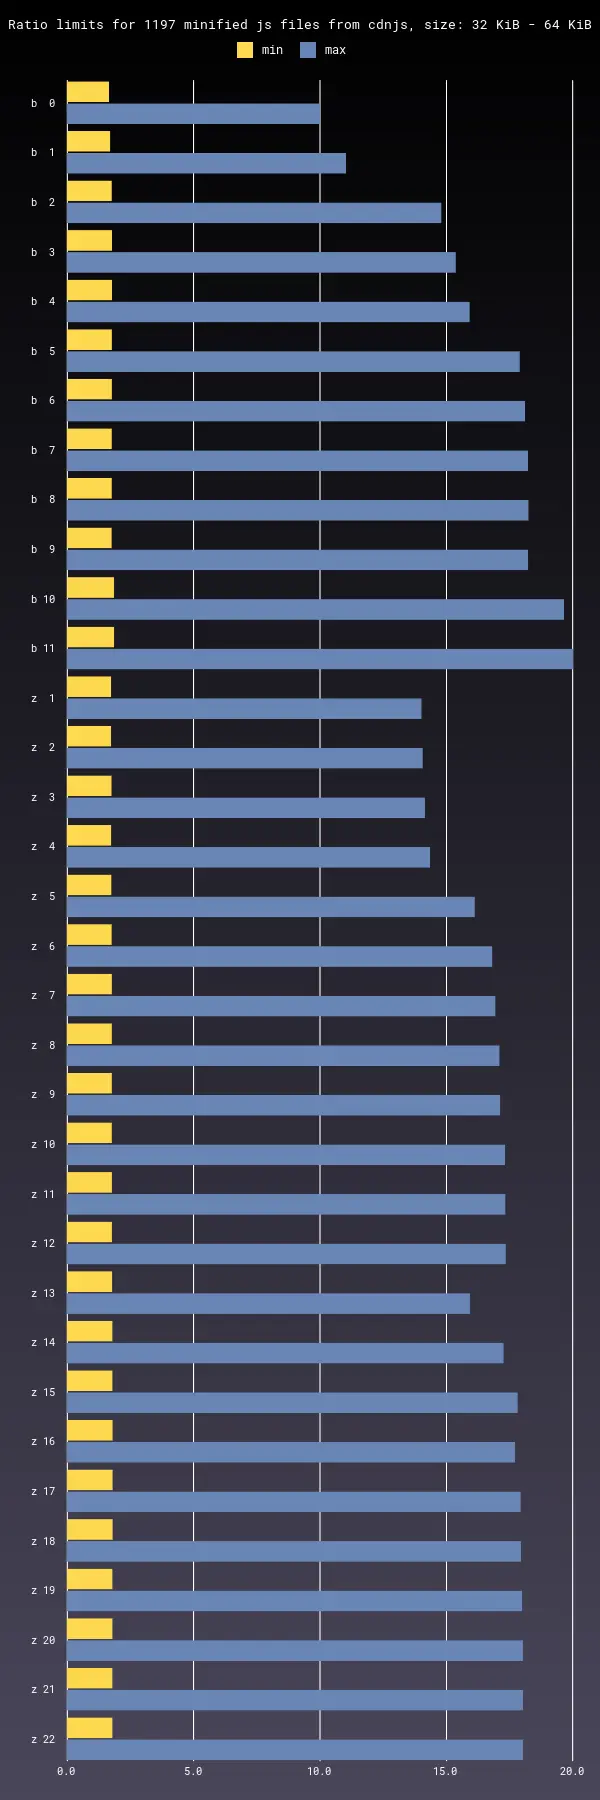 Ratio limits for 1197 minified js files from cdnjs, size: 32 KiB - 64 KiB
min max
b 0
b 1
b 2
b 3
b 4
b 5
b 6
b 7
b 8
b 9
b 10
b 11
z 1
z 2
z 3
z 4
z 5
z 6
z 7
z 8
z 9
z 10
z 11
z 12
z 13
z 14
z 15
z 16
z 17
z 18
z 19
z 20
z 21
z 22
0.0 5.0 10.0 15.0 20.0